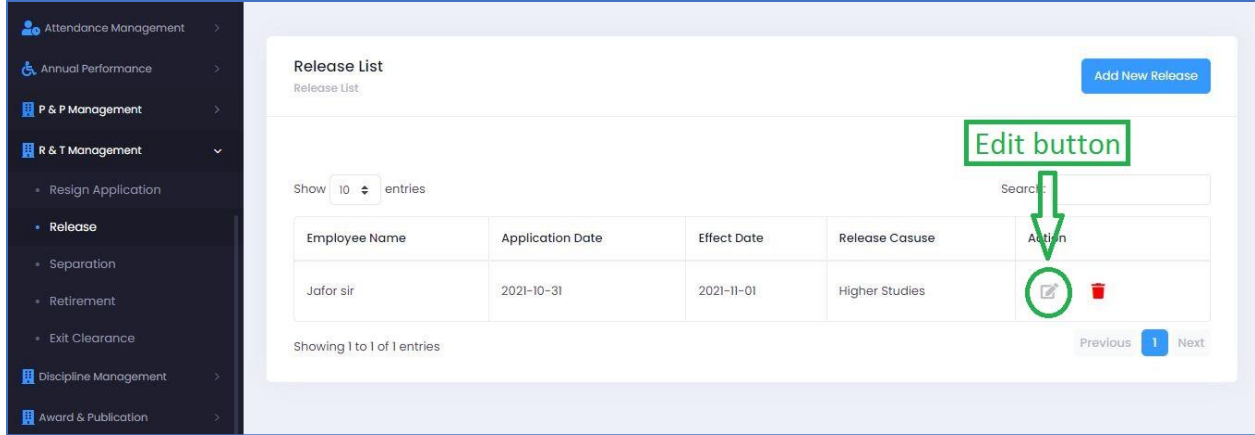 Attendance Management
Annual Performance
P & P Management
R & T Management
Resign Application
Release
Separation
Retirement
Exit Clearance
Discipline Management
Award & Publication
Release List
Release List
Add New Release
Edit button
Show 10 entries
Search:
Employee Name Application Date Effect Date Release Casuse Action
Jafor sir 2021-10-31 2021-11-01 Higher Studies
Showing 1 to 1 of 1 entries
Previous 1 Next